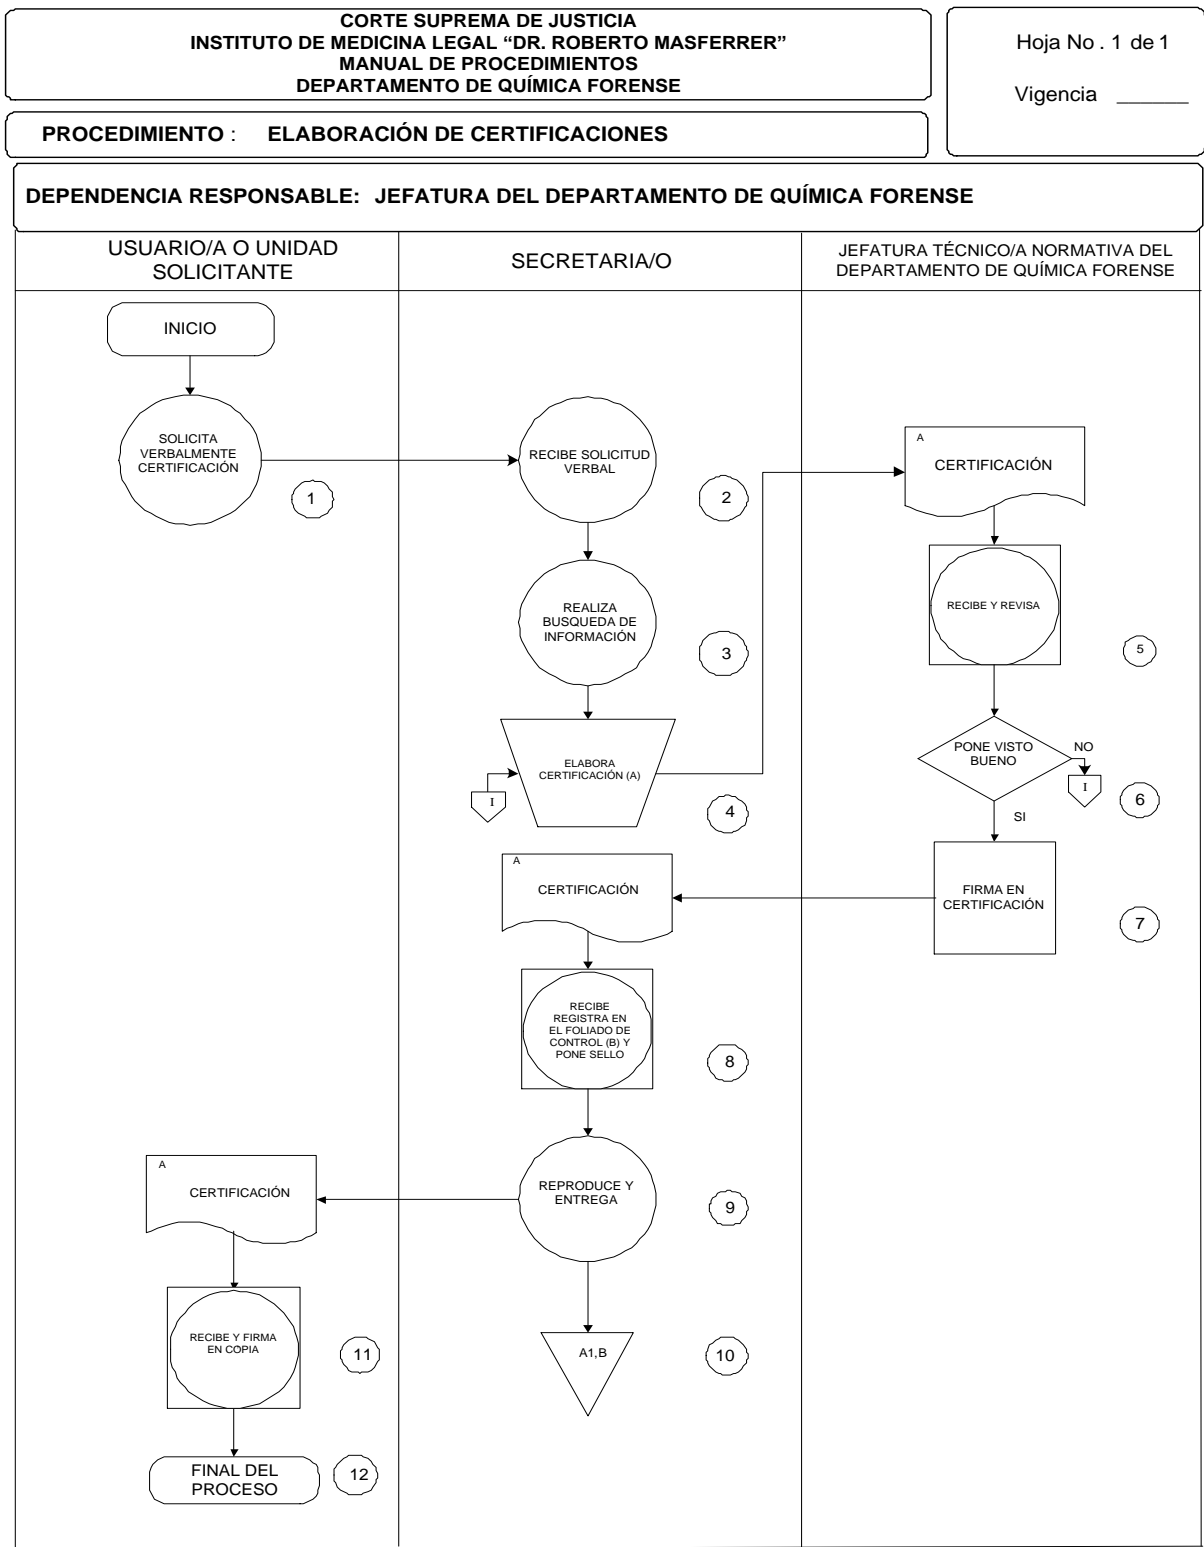 CORTE SUPREMA DE JUSTICIA
INSTITUTO DE MEDICINA LEGAL “DR. ROBERTO MASFERRER”
MANUAL DE PROCEDIMIENTOS
DEPARTAMENTO DE QUÍMICA FORENSE
Hoja No . 1 de 1
Vigencia ______
PROCEDIMIENTO : ELABORACIÓN DE CERTIFICACIONES
DEPENDENCIA RESPONSABLE: JEFATURA DEL DEPARTAMENTO DE QUÍMICA FORENSE
USUARIO/A O UNIDAD
SOLICITANTE
SECRETARIA/O
JEFATURA TÉCNICO/A NORMATIVA DEL
DEPARTAMENTO DE QUÍMICA FORENSE
INICIO
SOLICITA
VERBALMENTE
CERTIFICACIÓN
1
RECIBE SOLICITUD
VERBAL
2
REALIZA
BUSQUEDA DE
INFORMACIÓN
3
ELABORA
CERTIFICACIÓN (A)
I
4
A
CERTIFICACIÓN
RECIBE Y REVISA
5
PONE VISTO
BUENO
NO
I
6
SI
FIRMA EN
CERTIFICACIÓN
7
A
CERTIFICACIÓN
RECIBE
REGISTRA EN
EL FOLIADO DE
CONTROL (B) Y
PONE SELLO
8
REPRODUCE Y
ENTREGA
9
A1,B
10
A
CERTIFICACIÓN
RECIBE Y FIRMA
EN COPIA
11
FINAL DEL
PROCESO
12